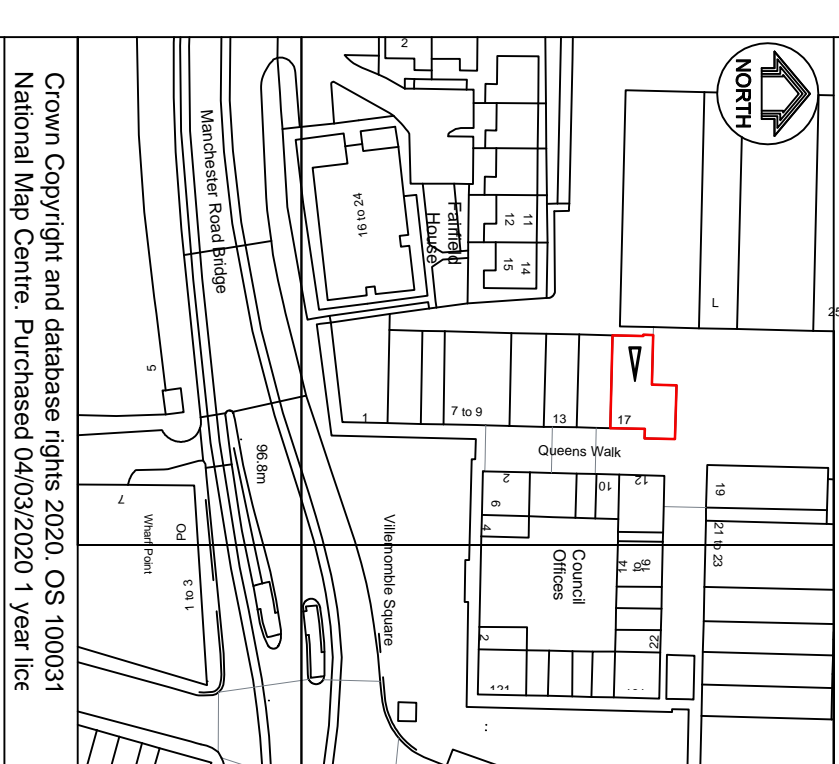 NORTH
2
16 to 24
Fairfield
House
11
12
14
15
L
25
Manchester Road Bridge
5
1
7 to 9
13
17
Queens Walk
2
6
4
10
12
Council
Offices
16
to
14
22
2
121
19
21 to 23
96.8m
Villemomble Square
7
Wharf Point
PO
1 to 3
Crown Copyright and database rights 2020. OS 100031
National Map Centre. Purchased 04/03/2020 1 year lice